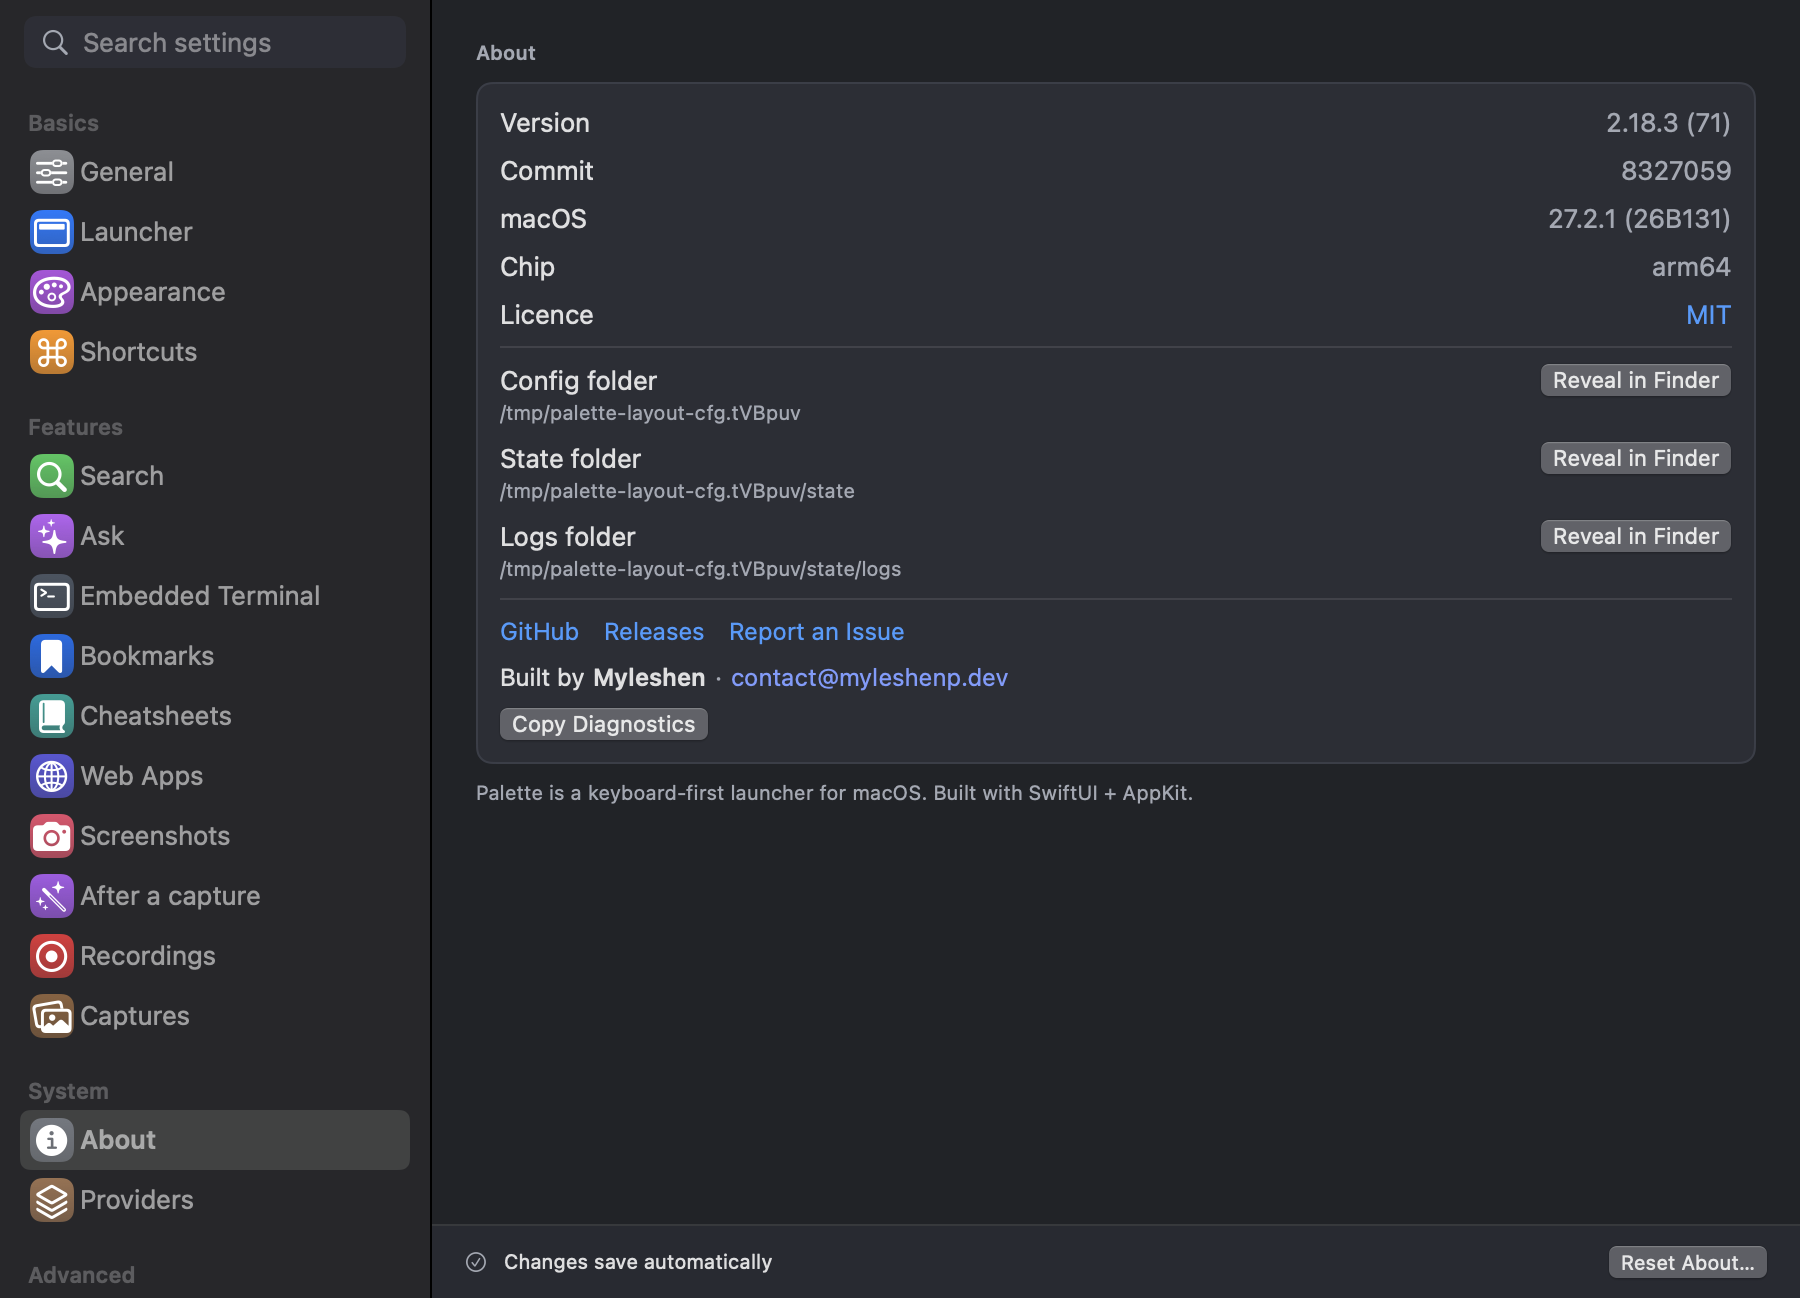 Search settings
Basics
General
Launcher
Appearance
Shortcuts
Features
Search
Ask
Embedded Terminal
Bookmarks
Cheatsheets
Web Apps
Screenshots
After a capture
Recordings
Captures
System
About
Providers
Advanced
About
Version 2.18.3 (71)
Commit 8327059
macOS 27.2.1 (26B131)
Chip arm64
Licence MIT
Config folder Reveal in Finder
/tmp/palette-layout-cfg.tVBpuv
State folder Reveal in Finder
/tmp/palette-layout-cfg.tVBpuv/state
Logs folder Reveal in Finder
/tmp/palette-layout-cfg.tVBpuv/state/logs
GitHub Releases Report an Issue
Built by Myleshen · contact@myleshenp.dev
Copy Diagnostics
Palette is a keyboard-first launcher for macOS. Built with SwiftUI + AppKit.
Changes save automatically Reset About...